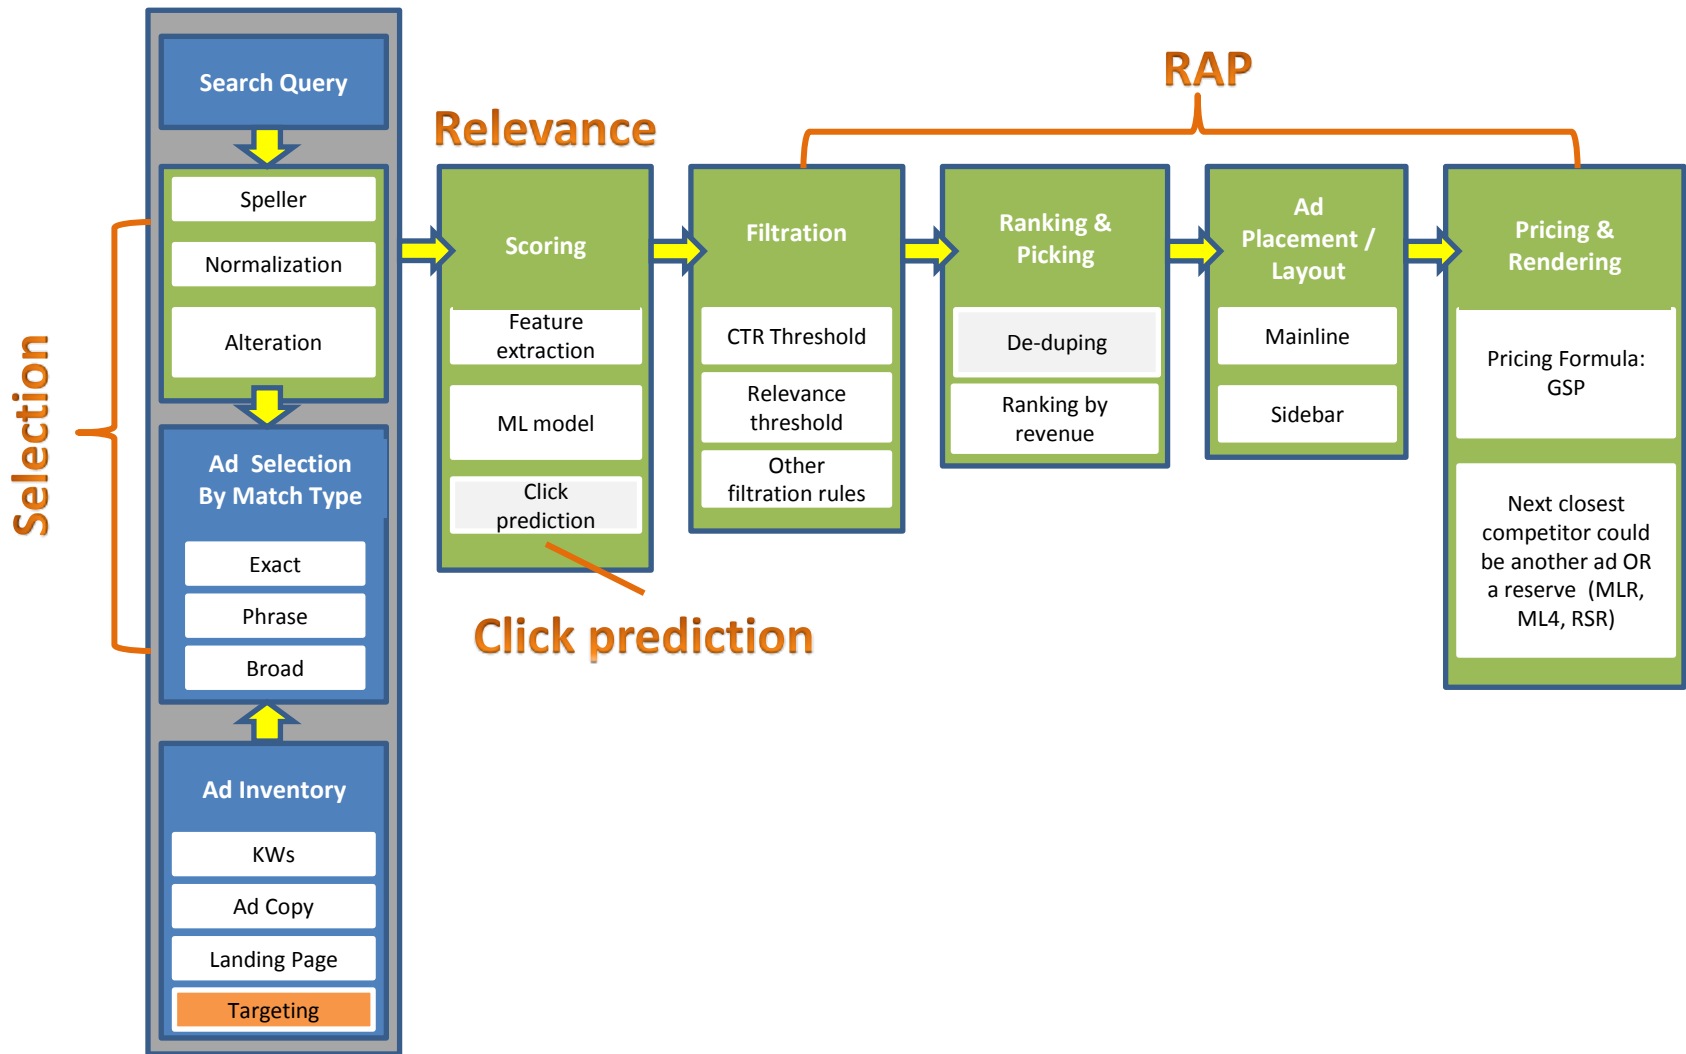 Selection
Search Query
Speller
Normalization
Alteration
Ad Selection
By Match Type
Exact
Phrase
Broad
Ad Inventory
KWs
Ad Copy
Landing Page
Targeting
Relevance
Scoring
Feature
extraction
ML model
Click
prediction
Click prediction
RAP
Filtration
CTR Threshold
Relevance
threshold
Other
filtration rules
Ranking &
Picking
De-duping
Ranking by
revenue
Ad
Placement /
Layout
Mainline
Sidebar
Pricing &
Rendering
Pricing Formula:
GSP
Next closest
competitor could
be another ad OR
a reserve (MLR,
ML4, RSR)